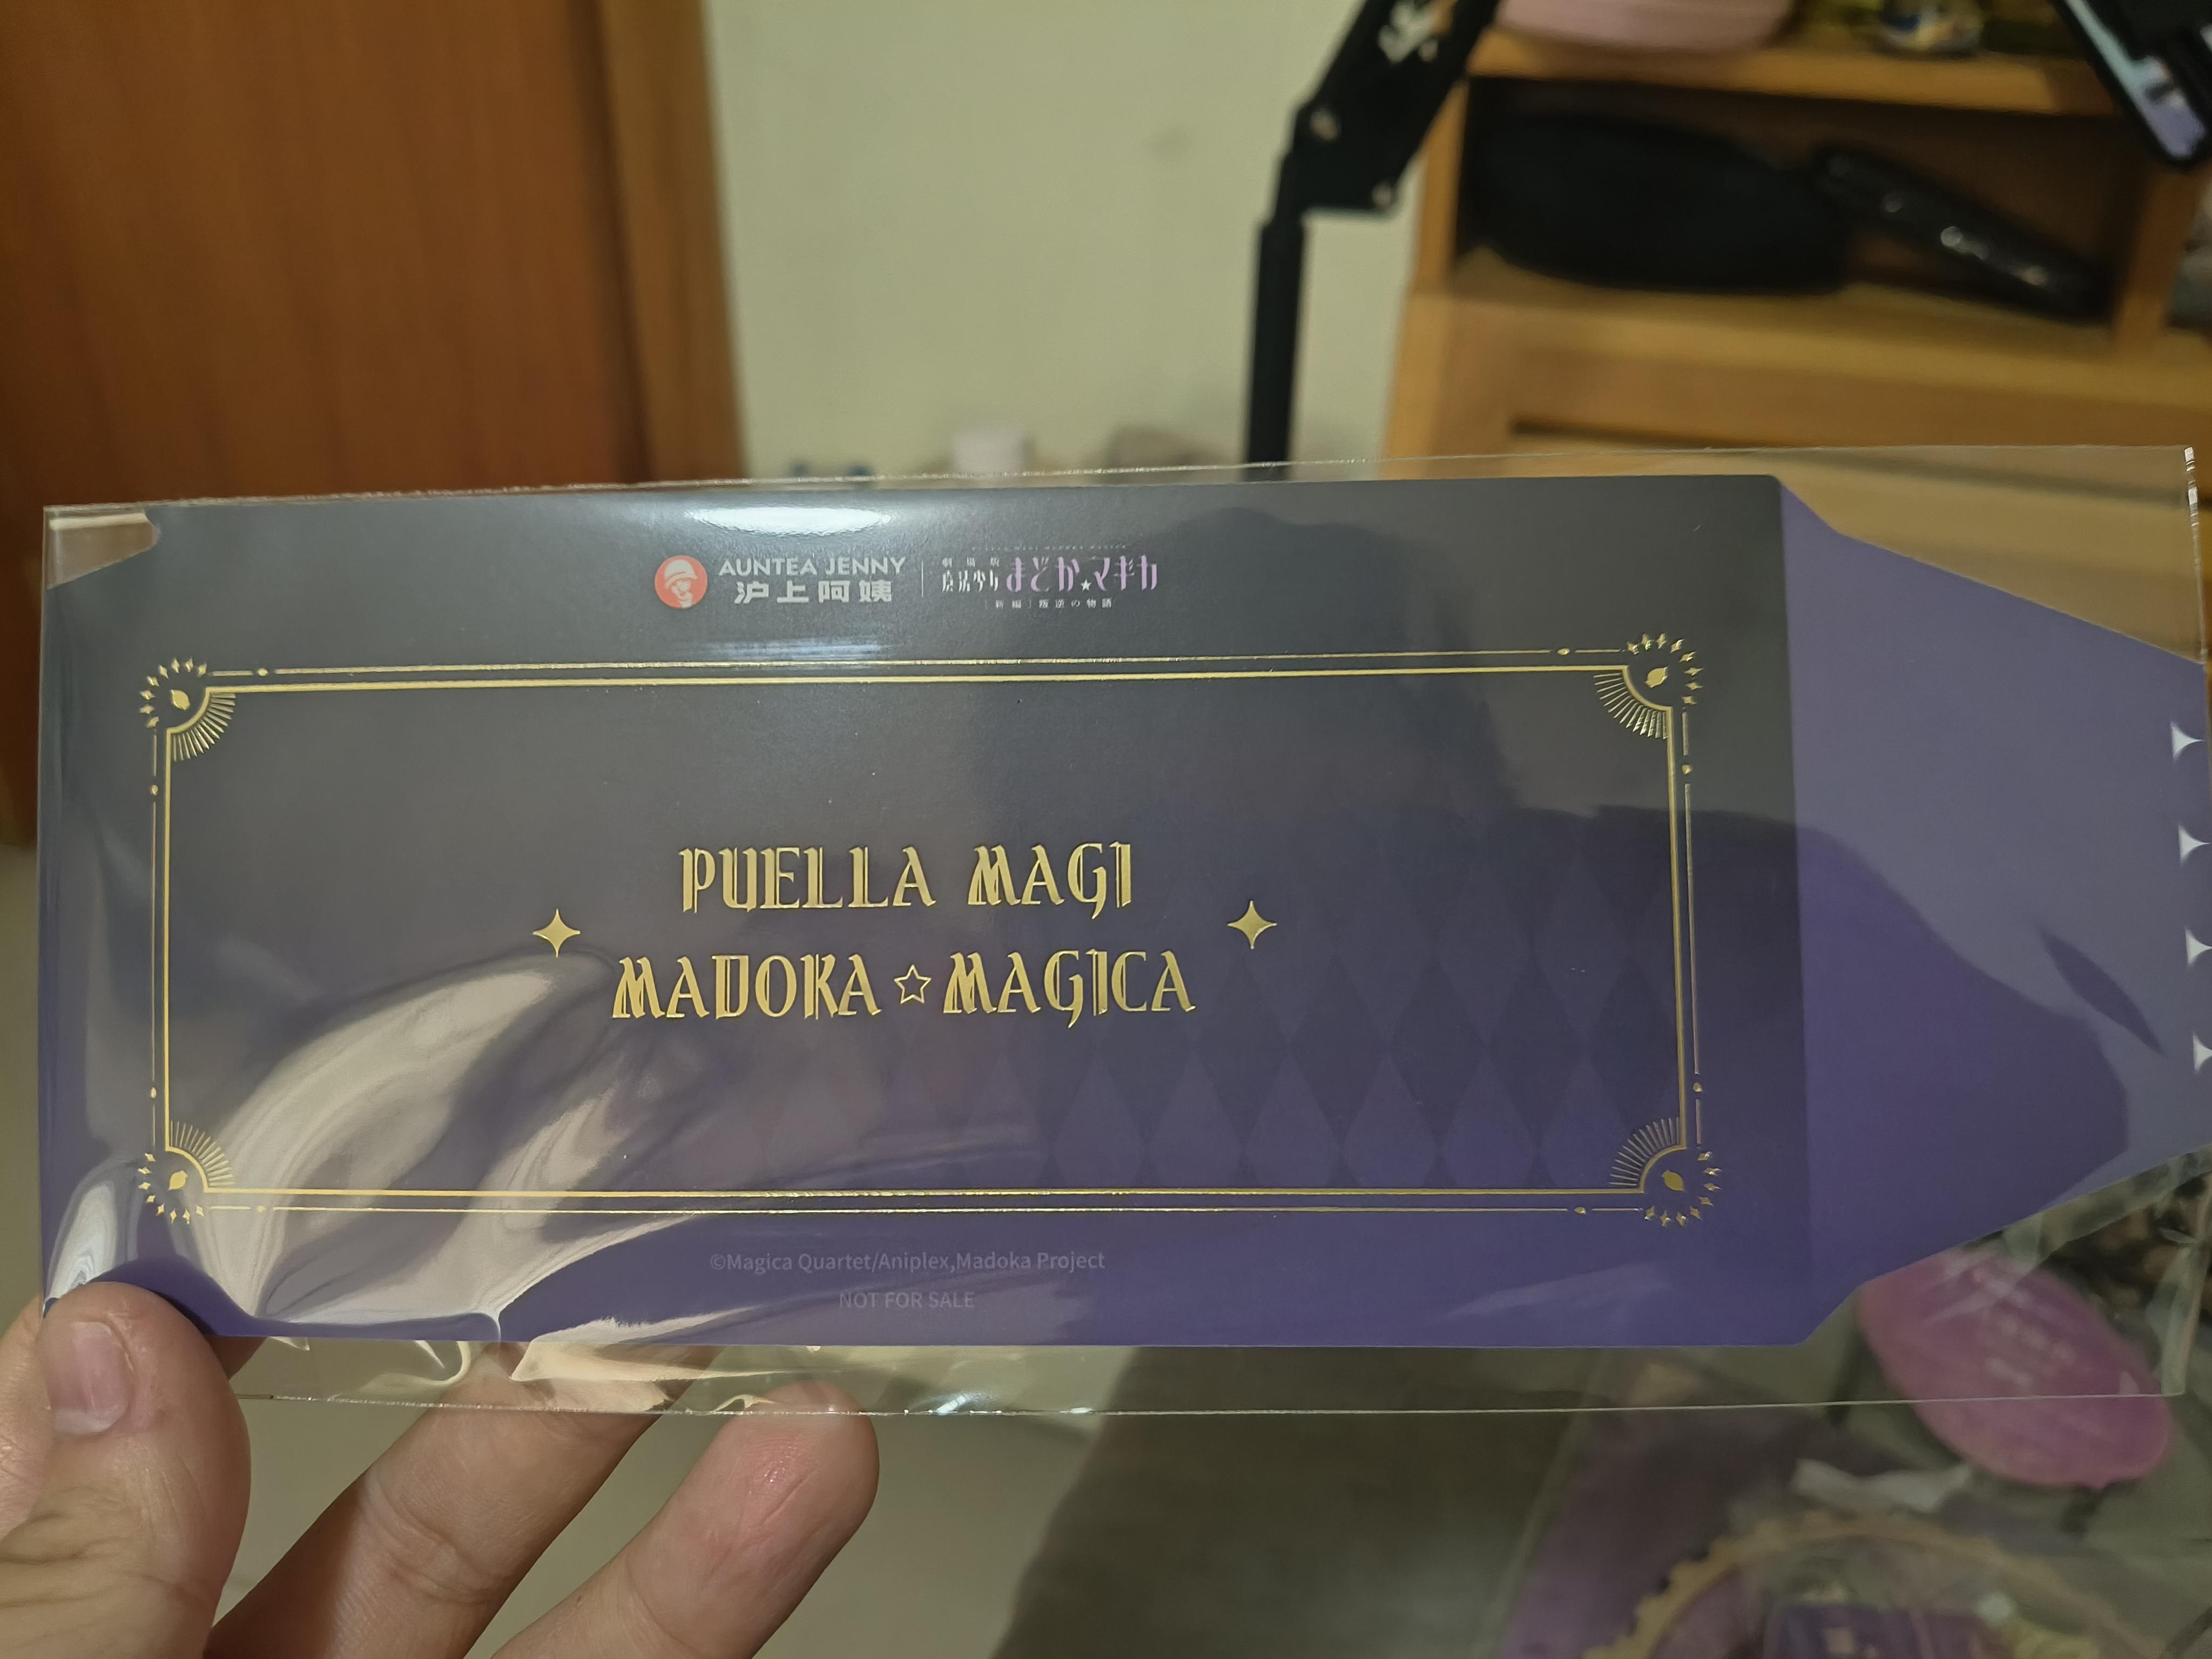 AUNTEA JENNY
沪上阿姨
劇場版
魔法少女まどか★マギカ
[新編]叛逆の物語
PUELLA MAGI
MADOKA☆MAGICA
©Magica Quartet/Aniplex,Madoka Project
NOT FOR SALE